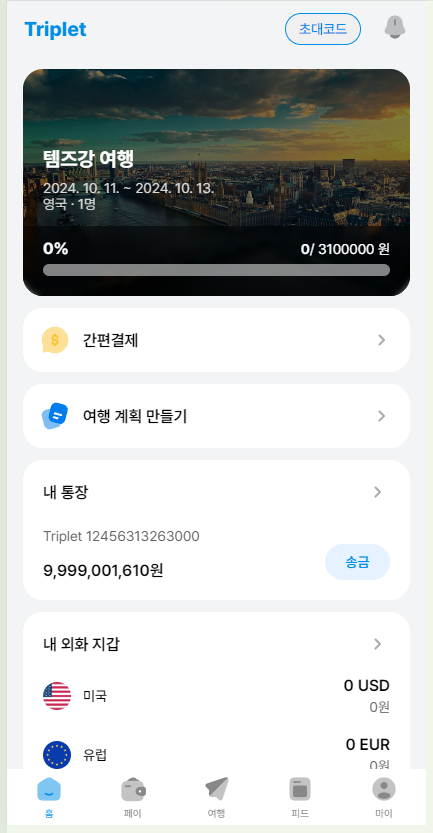 Triplet
초대코드
템즈강 여행
2024. 10. 11. ~ 2024. 10. 13.
영국 · 1명
0%
0/ 3100000 원
간편결제
여행 계획 만들기
내 통장
Triplet 12456313263000
9,999,001,610원
송금
내 외화 지갑
미국
0 USD
0원
유럽
0 EUR
0원
홈
페이
여행
피드
마이